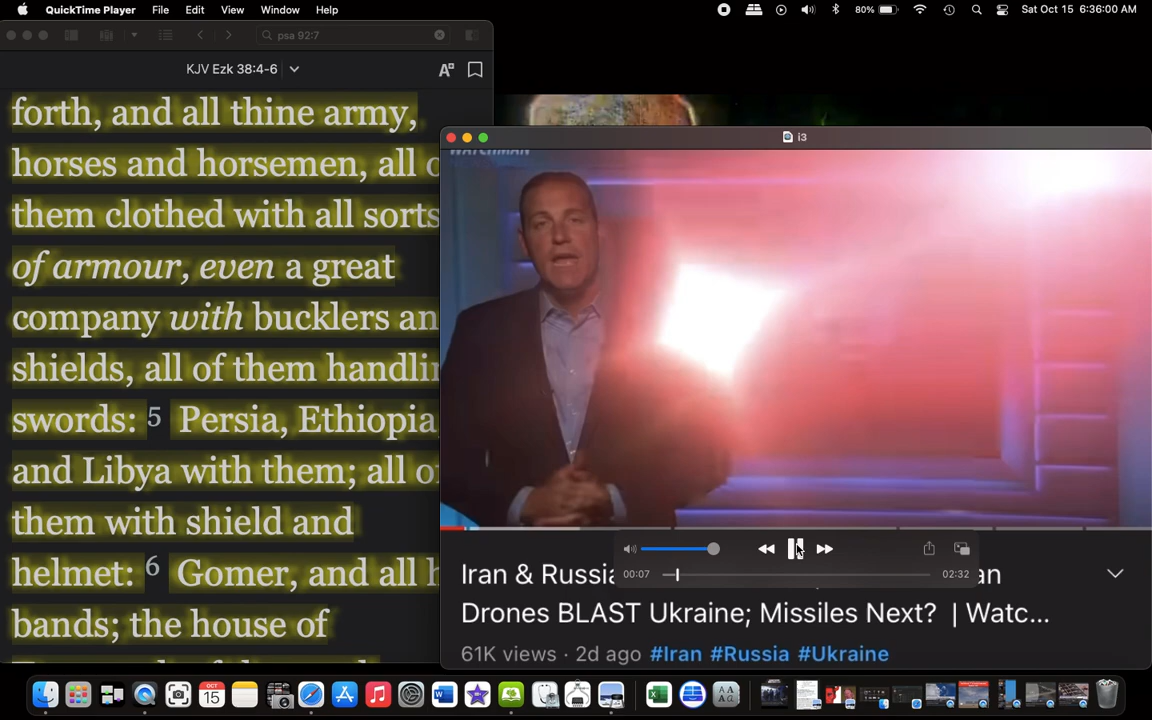 QuickTime Player File Edit View Window Help 80% Sat Oct 15 6:36:00 AM
psa 92:7
KJV Ezk 38:4-6
forth, and all thine army,
horses and horsemen, all
them clothed with all sorts
of armour, even a great
company with bucklers
shields, all of them
swords: 5 Persia, Ethiopia
and Libya with them; all
them with shield and
helmet: 6 Gomer, and all
bands; the house of
i3
WATCHMAN
00:07 02:32
Iran &
Drones BLAST Ukraine; Missiles Next? | Watc...
61K views · 2d ago #Iran #Russia #Ukraine
OCT
15